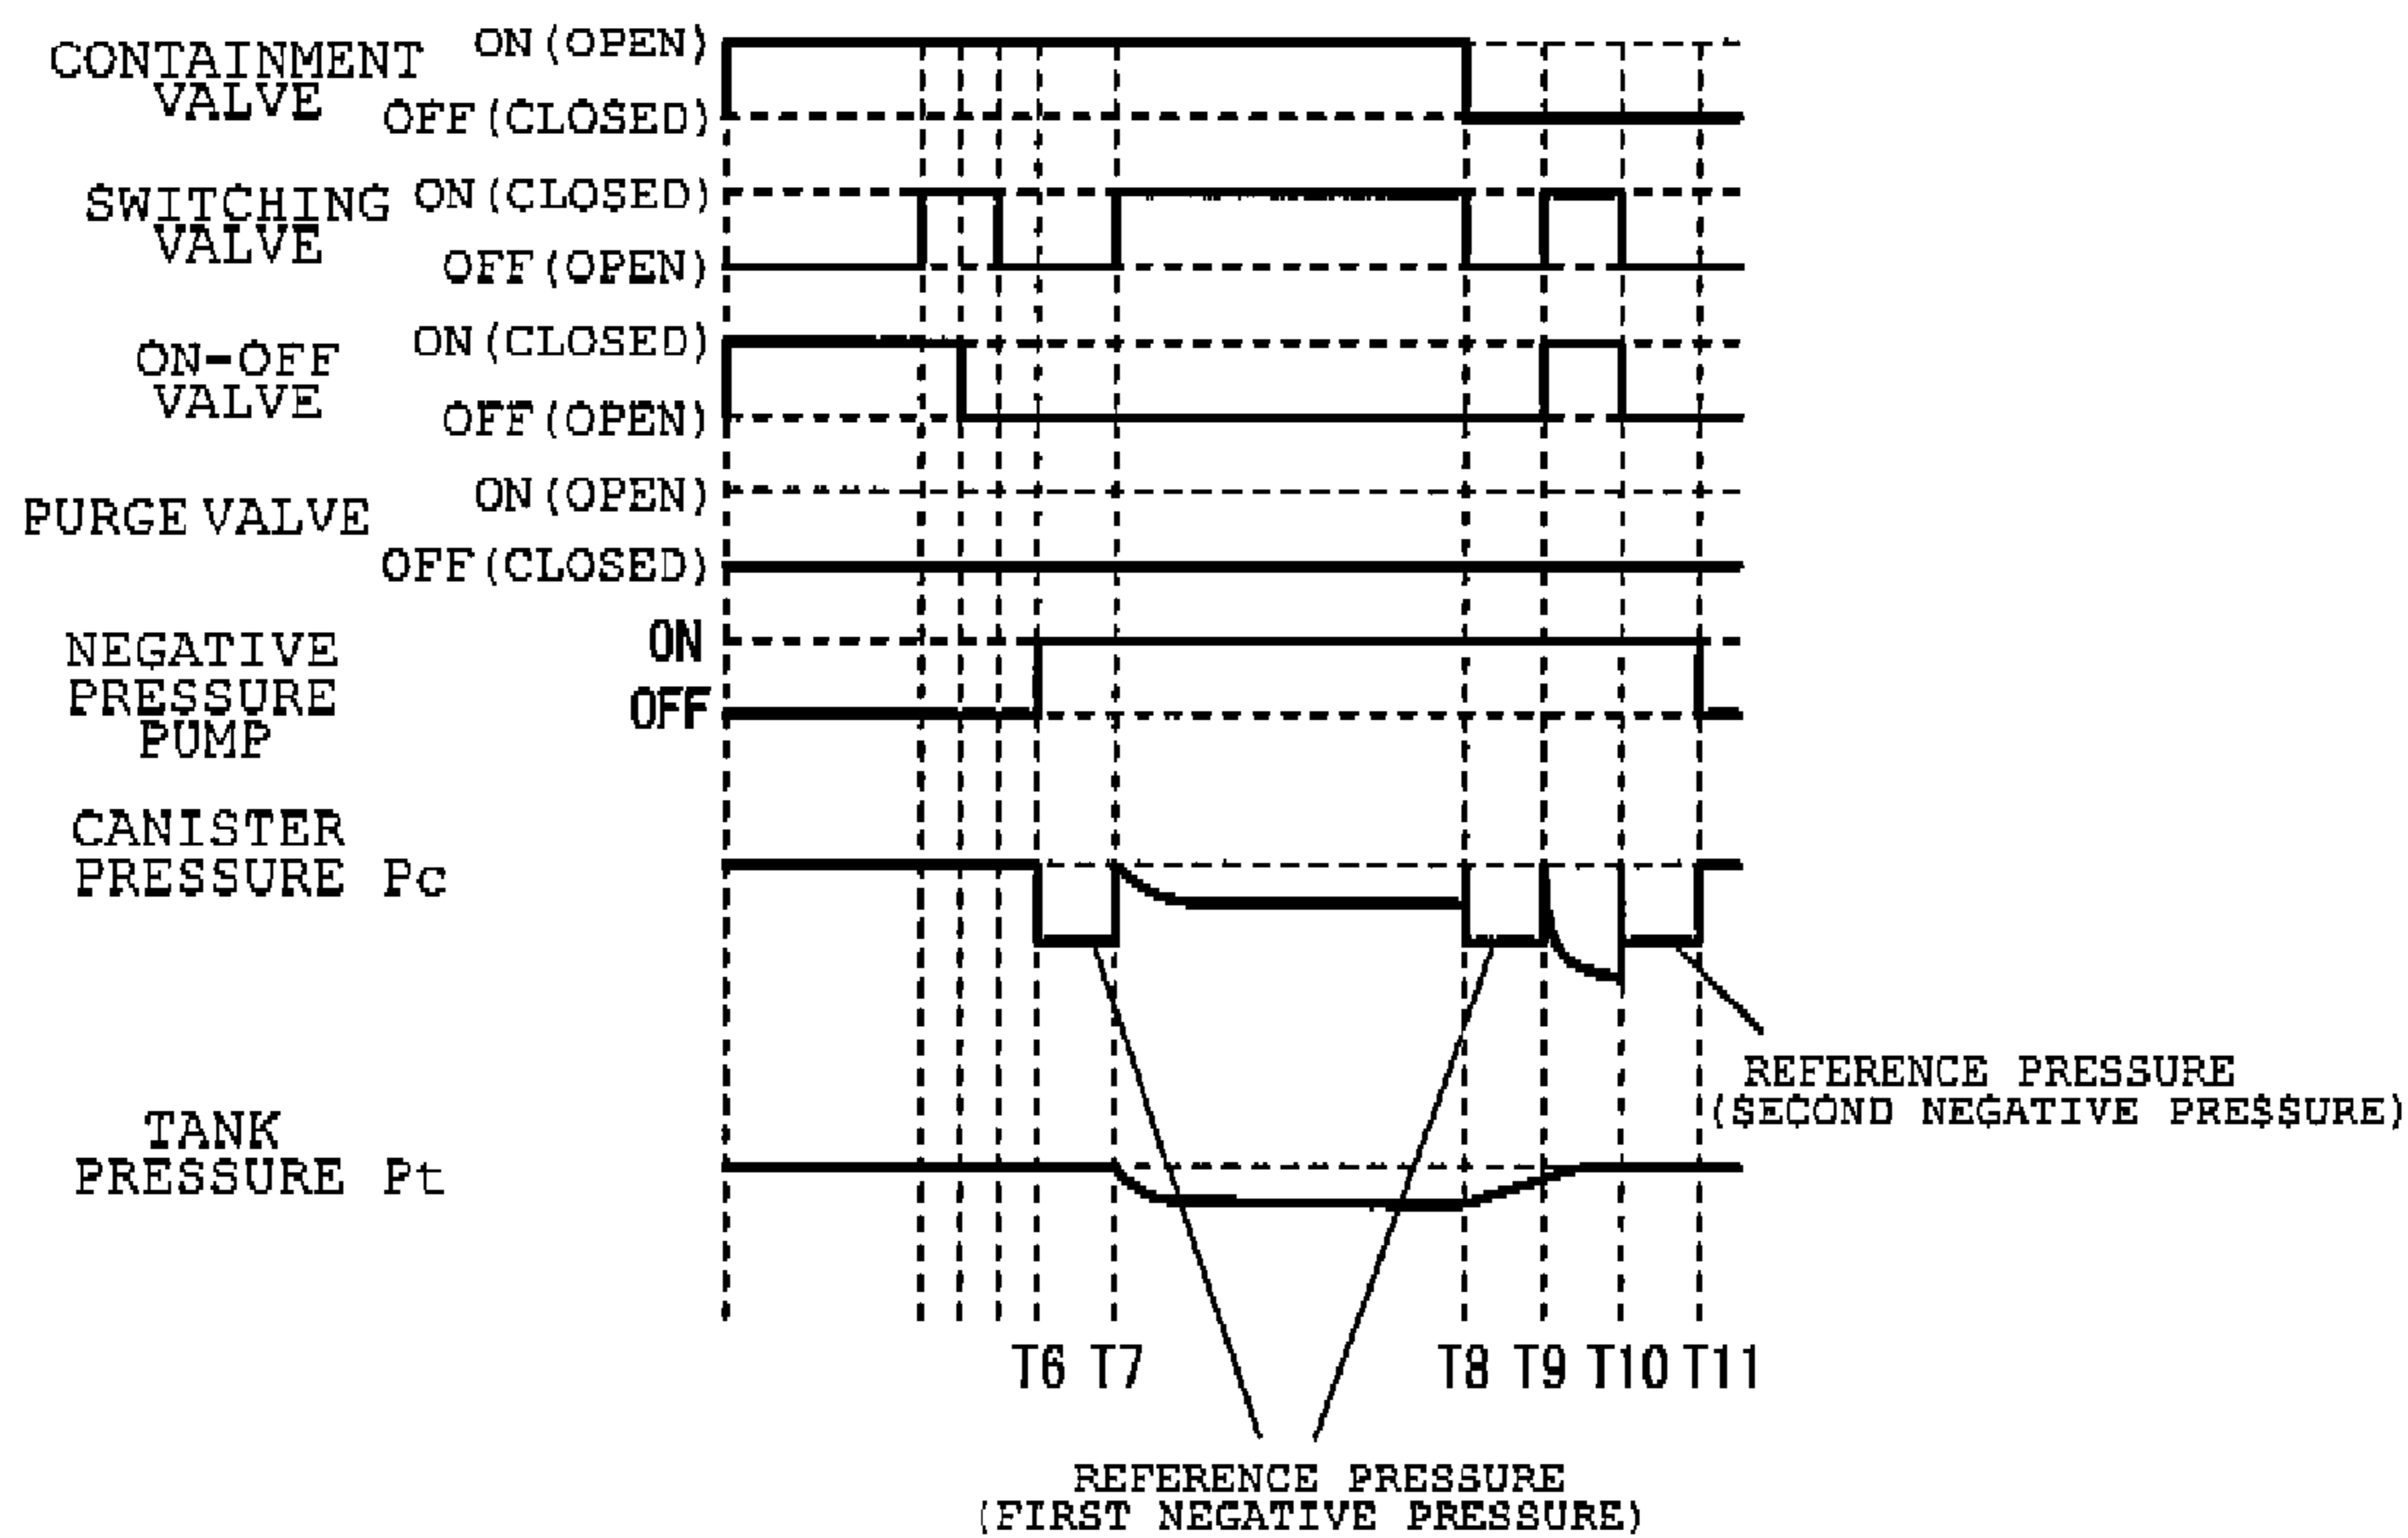 CONTAINMENT
VALVE
ON (OPEN)
OFF (CLOSED)
SWITCHING
VALVE
ON (CLOSED)
OFF (OPEN)
ON-OFF
VALVE
ON (CLOSED)
OFF (OPEN)
PURGE VALVE
ON (OPEN)
OFF (CLOSED)
NEGATIVE
PRESSURE
PUMP
ON
OFF
CANISTER
PRESSURE Pc
TANK
PRESSURE Pt
REFERENCE PRESSURE
(SECOND NEGATIVE PRESSURE)
T6 T7 T8 T9 T10 T11
REFERENCE PRESSURE
(FIRST NEGATIVE PRESSURE)